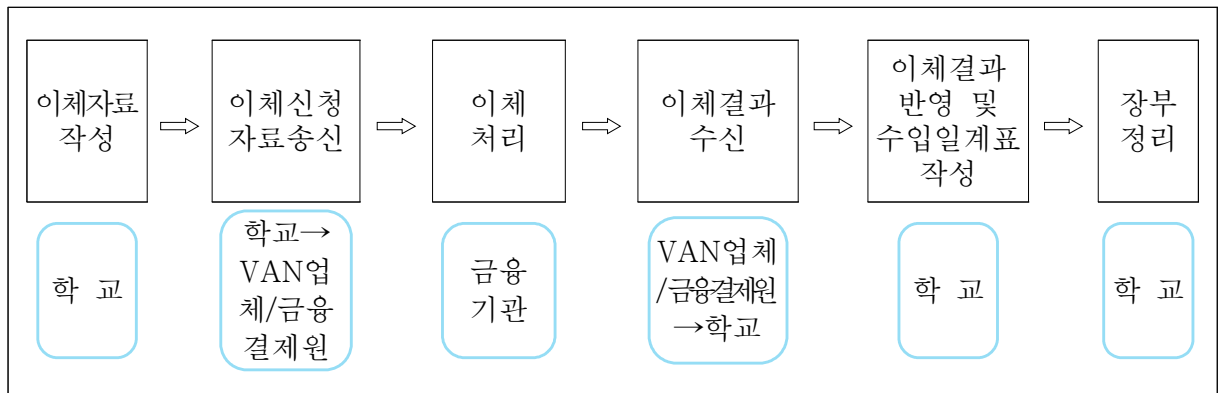 이체자료
작성
⇨
이체신청
자료송신
⇨
이체
처리
⇨
이체결과
수신
⇨
이체결과
반영 및
수입일계표
작성
⇨
장부
정리
학 교
학교→
VAN업
체/금융
결제원
금융
기관
VAN업체
/금융결제원
→학교
학 교
학 교